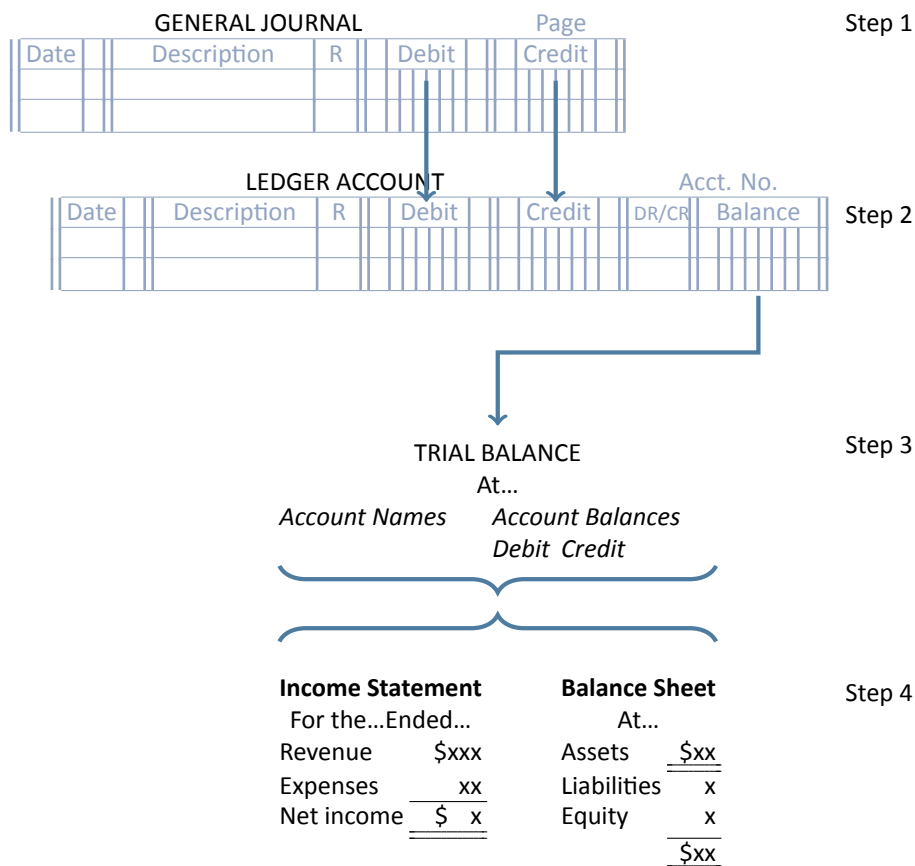 GENERAL JOURNAL Page Step 1
Date Description R Debit Credit
LEDGER ACCOUNT Acct. No.
Date Description R Debit Credit DR/CR Balance Step 2
TRIAL BALANCE Step 3
At...
Account Names Account Balances
Debit Credit
Income Statement Balance Sheet Step 4
For the...Ended... At...
Revenue $xxx Assets $xx
Expenses xx Liabilities x
Net income $ x Equity x
$xx